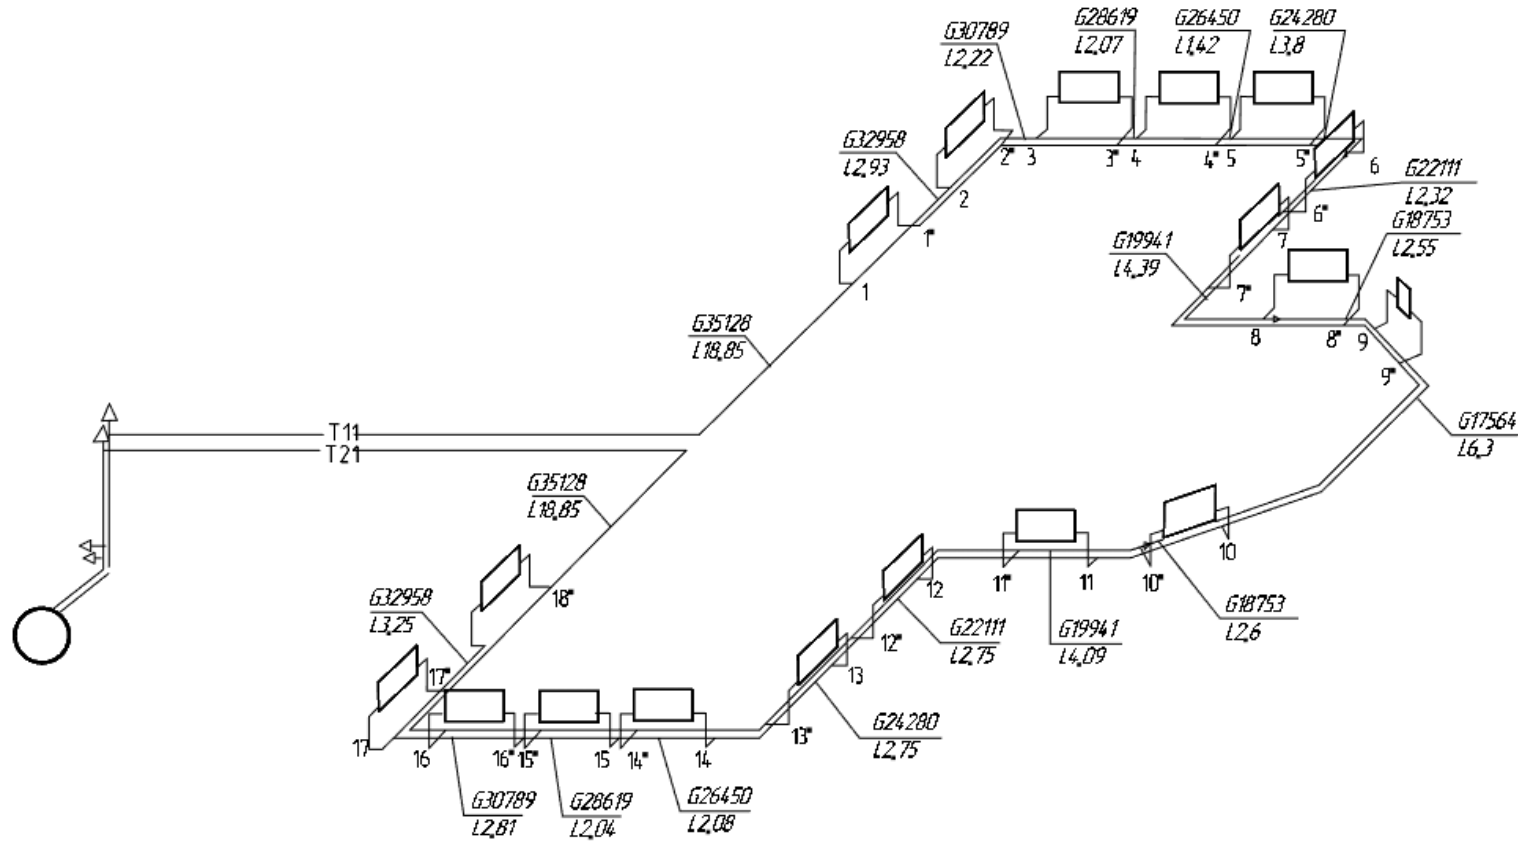 G30789
L2,22
G28619
L2,07
G26450
L1,42
G24280
L3,8
G32958
L2,93
2"
3
3"
4
4"
5
5"
6
G22111
L2,32
2
1"
6"
7
G18753
L2,55
G19941
L4,39
7"
1
8
8"
9
9"
G35128
L18,85
T11
T21
G17564
L6,3
G35128
L18,85
10
10"
11
11"
12
G18753
L2,6
G32958
L3,25
18"
G22111
L2,75
G19941
L4,09
12"
13
17"
G24280
L2,75
13"
17
16
16"
15"
15
14"
14
G30789
L2,81
G28619
L2,04
G26450
L2,08